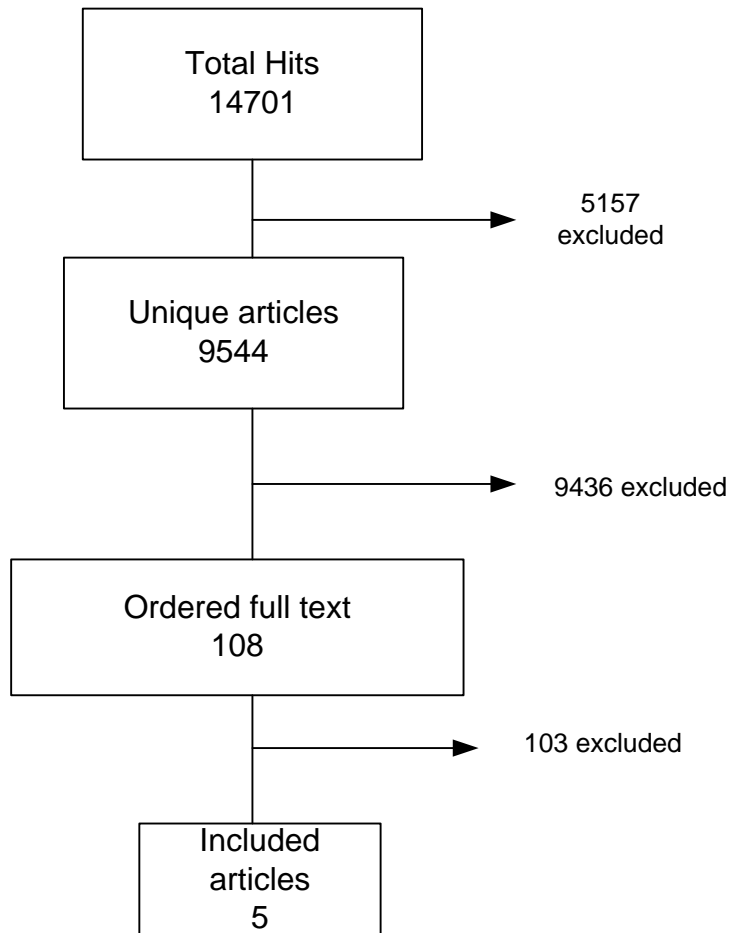 Total Hits
14701
5157
excluded
Unique articles
9544
9436 excluded
Ordered full text
108
103 excluded
Included
articles
5